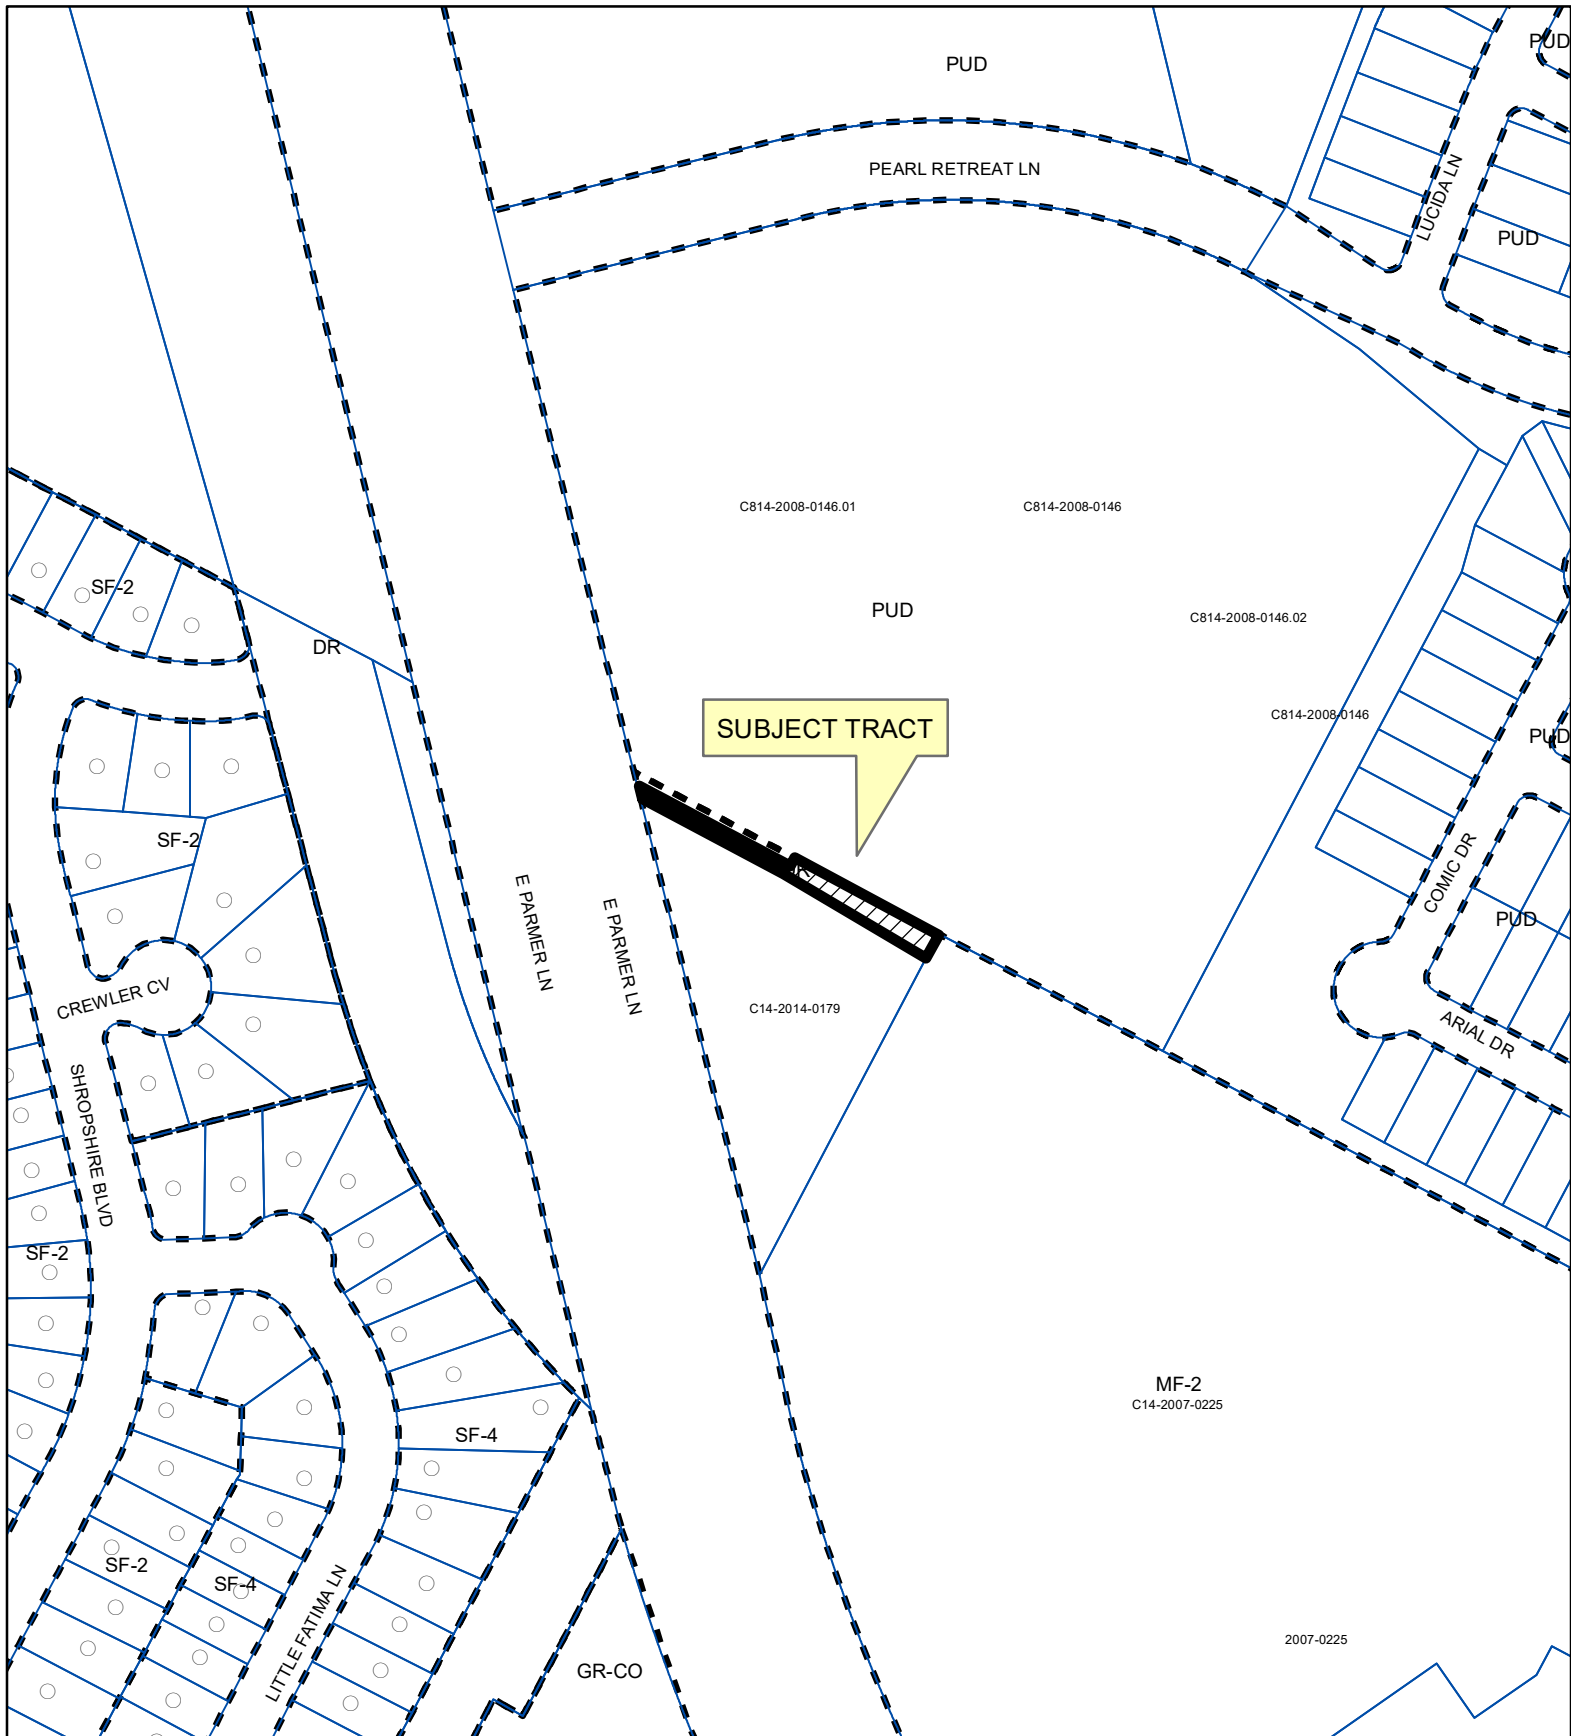 PUD
PUD
PEARL RETREAT LN
LUCIDA LN
PUD
C814-2008-0146.01
C814-2008-0146
SF-2
PUD
C814-2008-0146.02
DR
C814-2008-0146
SUBJECT TRACT
PUD
SF-2
COMIC DR
E PARMER LN
E PARMER LN
PUD
CREWLER CV
C14-2014-0179
ARIAL DR
SHROPSHIRE BLVD
SF-2
MF-2
C14-2007-0225
SF-4
SF-2
SF-4
LITTLE FATIMA LN
2007-0225
GR-CO